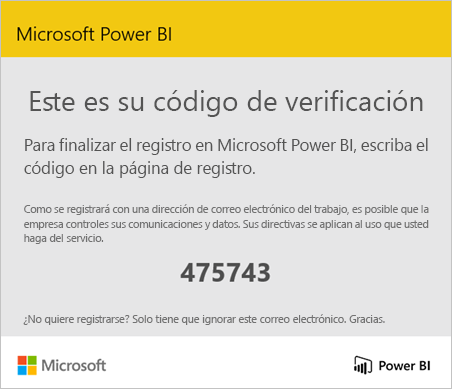 Microsoft Power BI
Este es su código de verificación
Para finalizar el registro en Microsoft Power BI, escriba el
código en la página de registro.
Como se registrará con una dirección de correo electrónico del trabajo, es posible que la
empresa controles sus comunicaciones y datos. Sus directivas se aplican al uso que usted
haga del servicio.
475743
¿No quiere registrarse? Solo tiene que ignorar este correo electrónico. Gracias.
Microsoft
Power BI